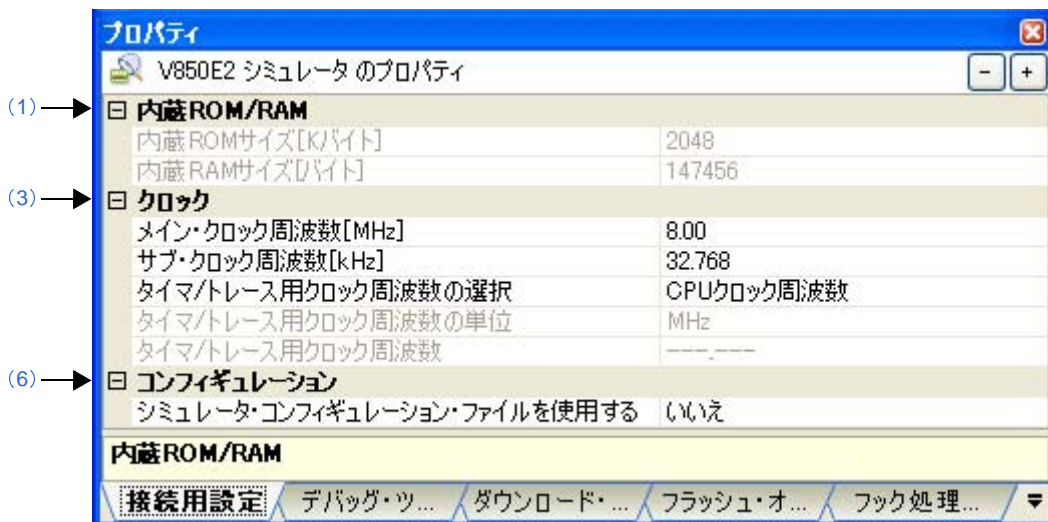 プロパティ
V850E2 シミュレータ のプロパティ
- +
(1) 内蔵ROM/RAM
内蔵ROMサイズ[Kバイト] 2048
内蔵RAMサイズ[バイト] 147456
(3) クロック
メイン・クロック周波数[MHz] 8.00
サブ・クロック周波数[kHz] 32.768
タイマ/トレース用クロック周波数の選択 CPUクロック周波数
タイマ/トレース用クロック周波数の単位 MHz
タイマ/トレース用クロック周波数 ---.---
(6) コンフィギュレーション
シミュレータ・コンフィギュレーション・ファイルを使用する いいえ
内蔵ROM/RAM
接続用設定 デバッグ・ツ... ダウンロード・ ... フラッシュ・オ... フック処理...